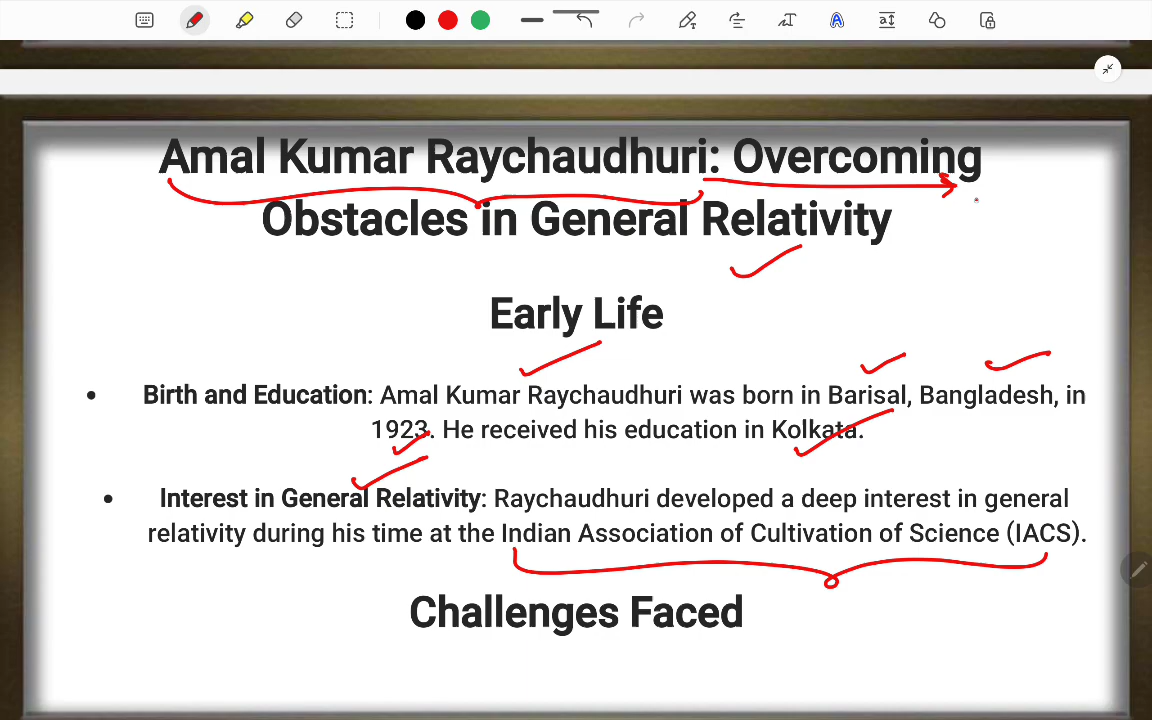 Amal Kumar Raychaudhuri: Overcoming
Obstacles in General Relativity
Early Life
• Birth and Education: Amal Kumar Raychaudhuri was born in Barisal, Bangladesh, in
1923. He received his education in Kolkata.
• Interest in General Relativity: Raychaudhuri developed a deep interest in general
relativity during his time at the Indian Association of Cultivation of Science (IACS).
Challenges Faced